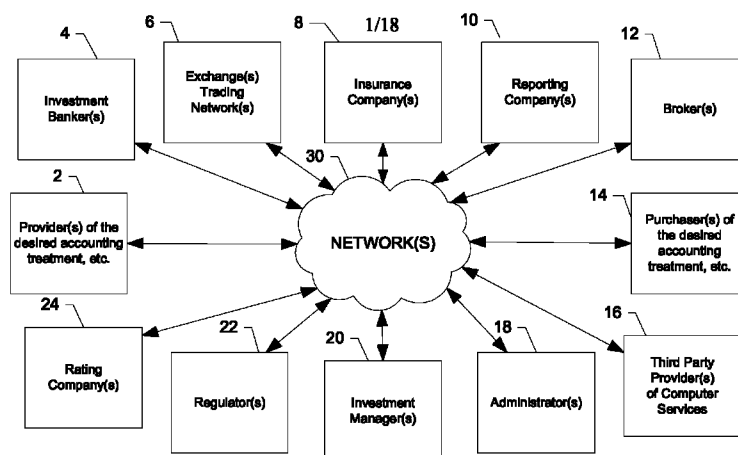 4
6
8
1/18
10
12
Investment
Banker(s)
Exchange(s)
Trading
Network(s)
Insurance
Company(s)
Reporting
Company(s)
Broker(s)
30
2
14
Provider(s) of the
desired accounting
treatment, etc.
NETWORK(S)
Purchaser(s) of
the desired
accounting
treatment, etc.
24
22
20
18
16
Rating
Company(s)
Regulator(s)
Investment
Manager(s)
Administrator(s)
Third Party
Provider(s)
of Computer
Services